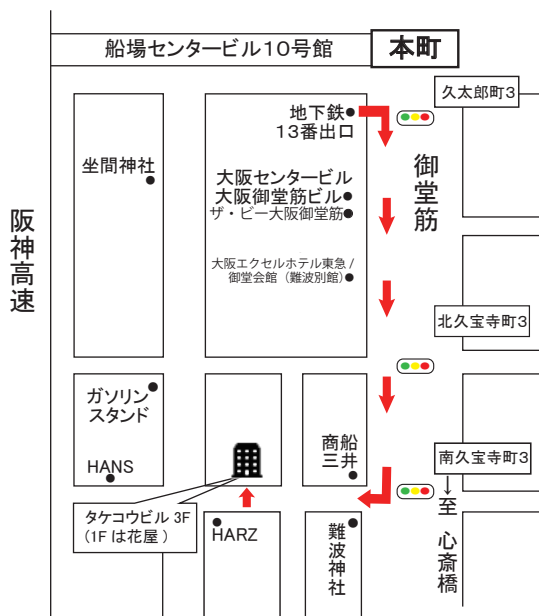 船場センタービル10号館
本町
久太郎町3
地下鉄
13番出口
坐間神社
大阪センタービル
大阪御堂筋ビル
ザ・ビー大阪御堂筋
御堂筋
阪神高速
大阪エクセルホテル東急/
御堂会館(難波別館)
北久宝寺町3
ガソリン
スタンド
商船
三井
HANS
南久宝寺町3
タケコウビル 3F
(1F は花屋)
HARZ
難波神社
→至 心斎橋